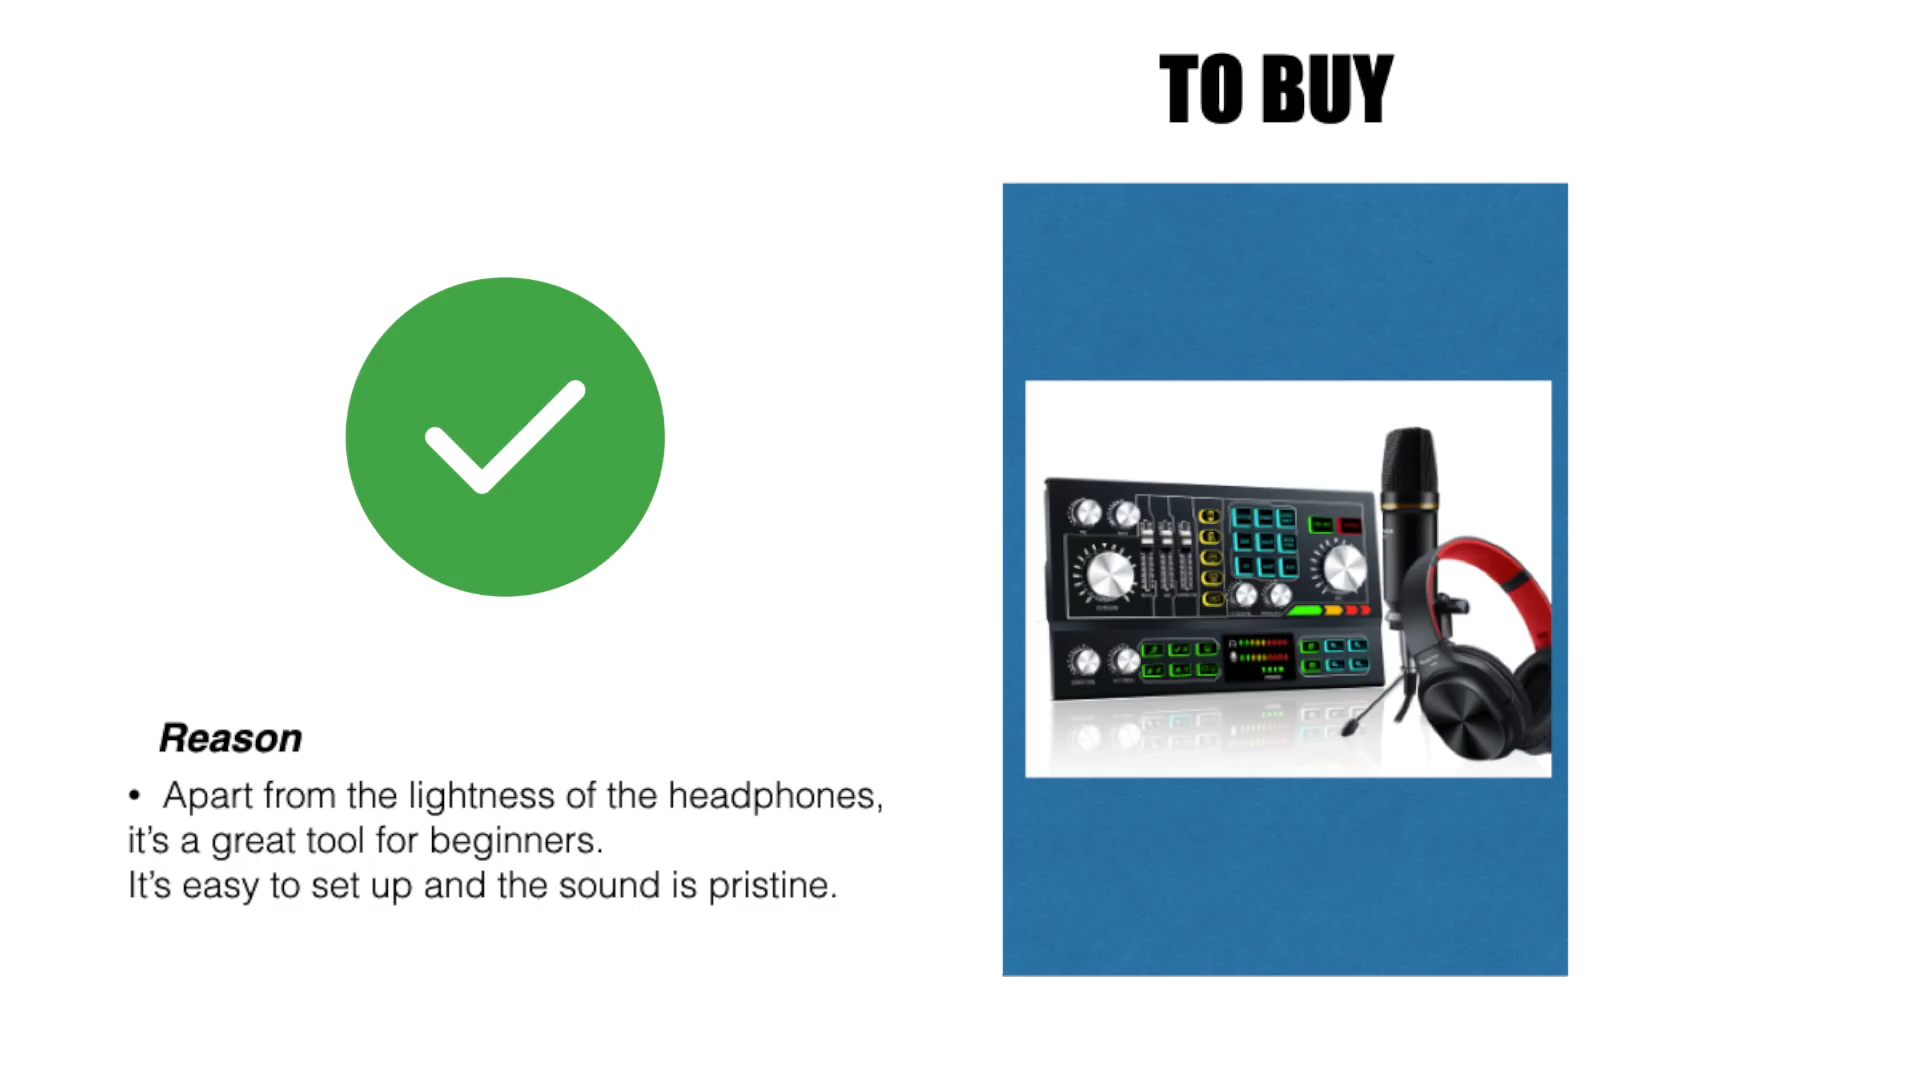 TO BUY
Reason
• Apart from the lightness of the headphones,
it's a great tool for beginners.
It's easy to set up and the sound is pristine.